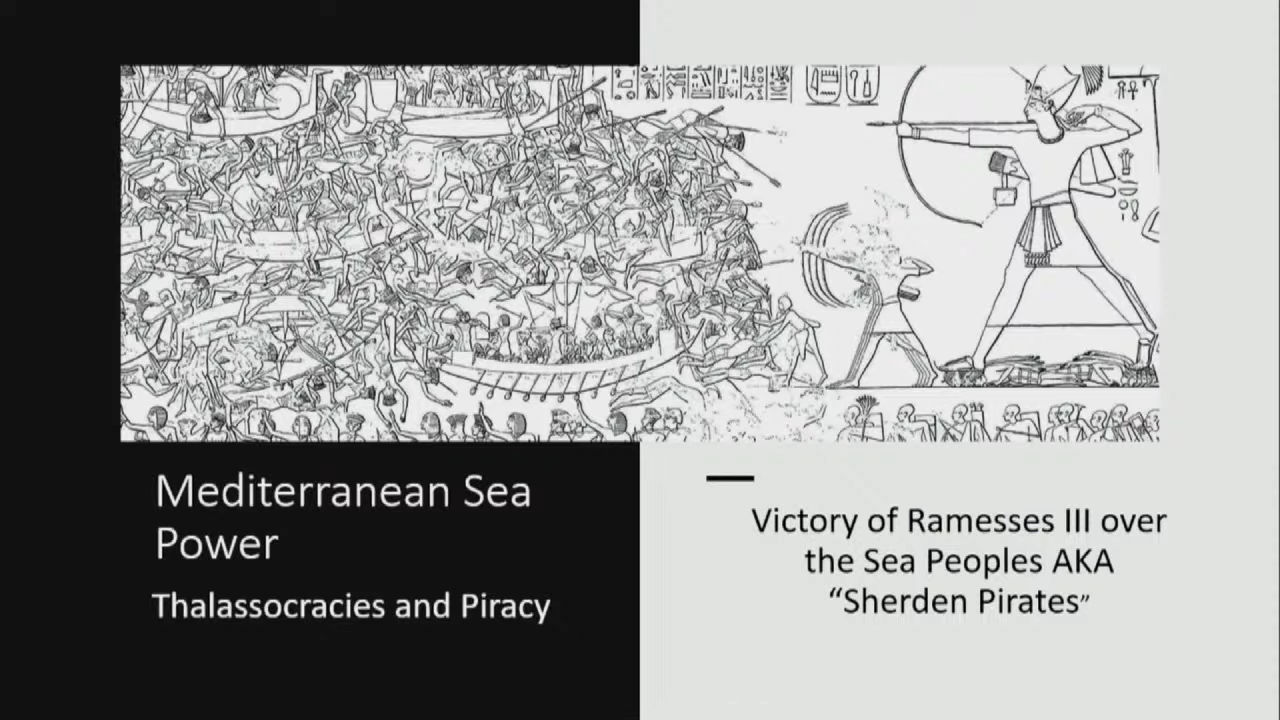 Mediterranean Sea
Power
Thalassocracies and Piracy
Victory of Ramesses III over
the Sea Peoples AKA
“Sherden Pirates”